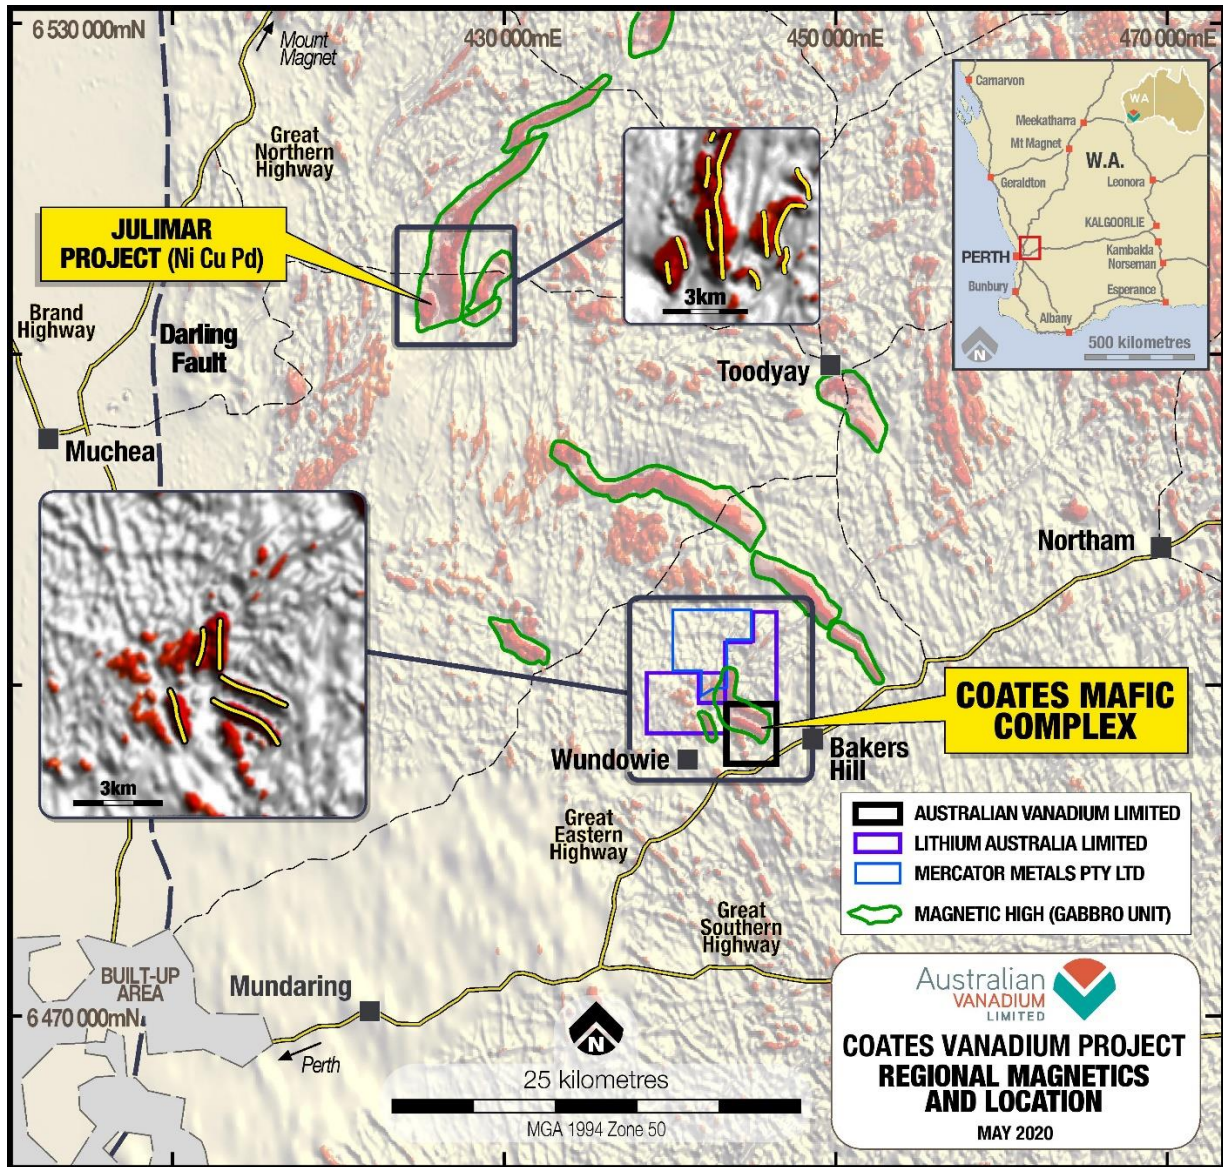 6 530 000mN
430 000mE
450 000mE
470 000mE
Mount
Magnet
Great
Northern
Highway
JULIMAR
PROJECT (Ni Cu Pd)
3km
Carnarvon
WA
Meekatharra
Mt Magnet
W.A.
Geraldton
Leonora
KALGOORLIE
PERTH
Kambalda
Norseman
Bunbury
Esperance
Albany
N
500 kilometres
Brand
Highway
Darling
Fault
Toodyay
Muchea
Northam
3km
COATES MAFIC
COMPLEX
Wundowie
Bakers
Hill
Great
Eastern
Highway
AUSTRALIAN VANADIUM LIMITED
LITHIUM AUSTRALIA LIMITED
MERCATOR METALS PTY LTD
MAGNETIC HIGH (GABBRO UNIT)
Great
Southern
Highway
BUILT-UP
AREA
Mundaring
6 470 000mN
Perth
N
25 kilometres
MGA 1994 Zone 50
Australian
VANADIUM
LIMITED
COATES VANADIUM PROJECT
REGIONAL MAGNETICS
AND LOCATION
MAY 2020